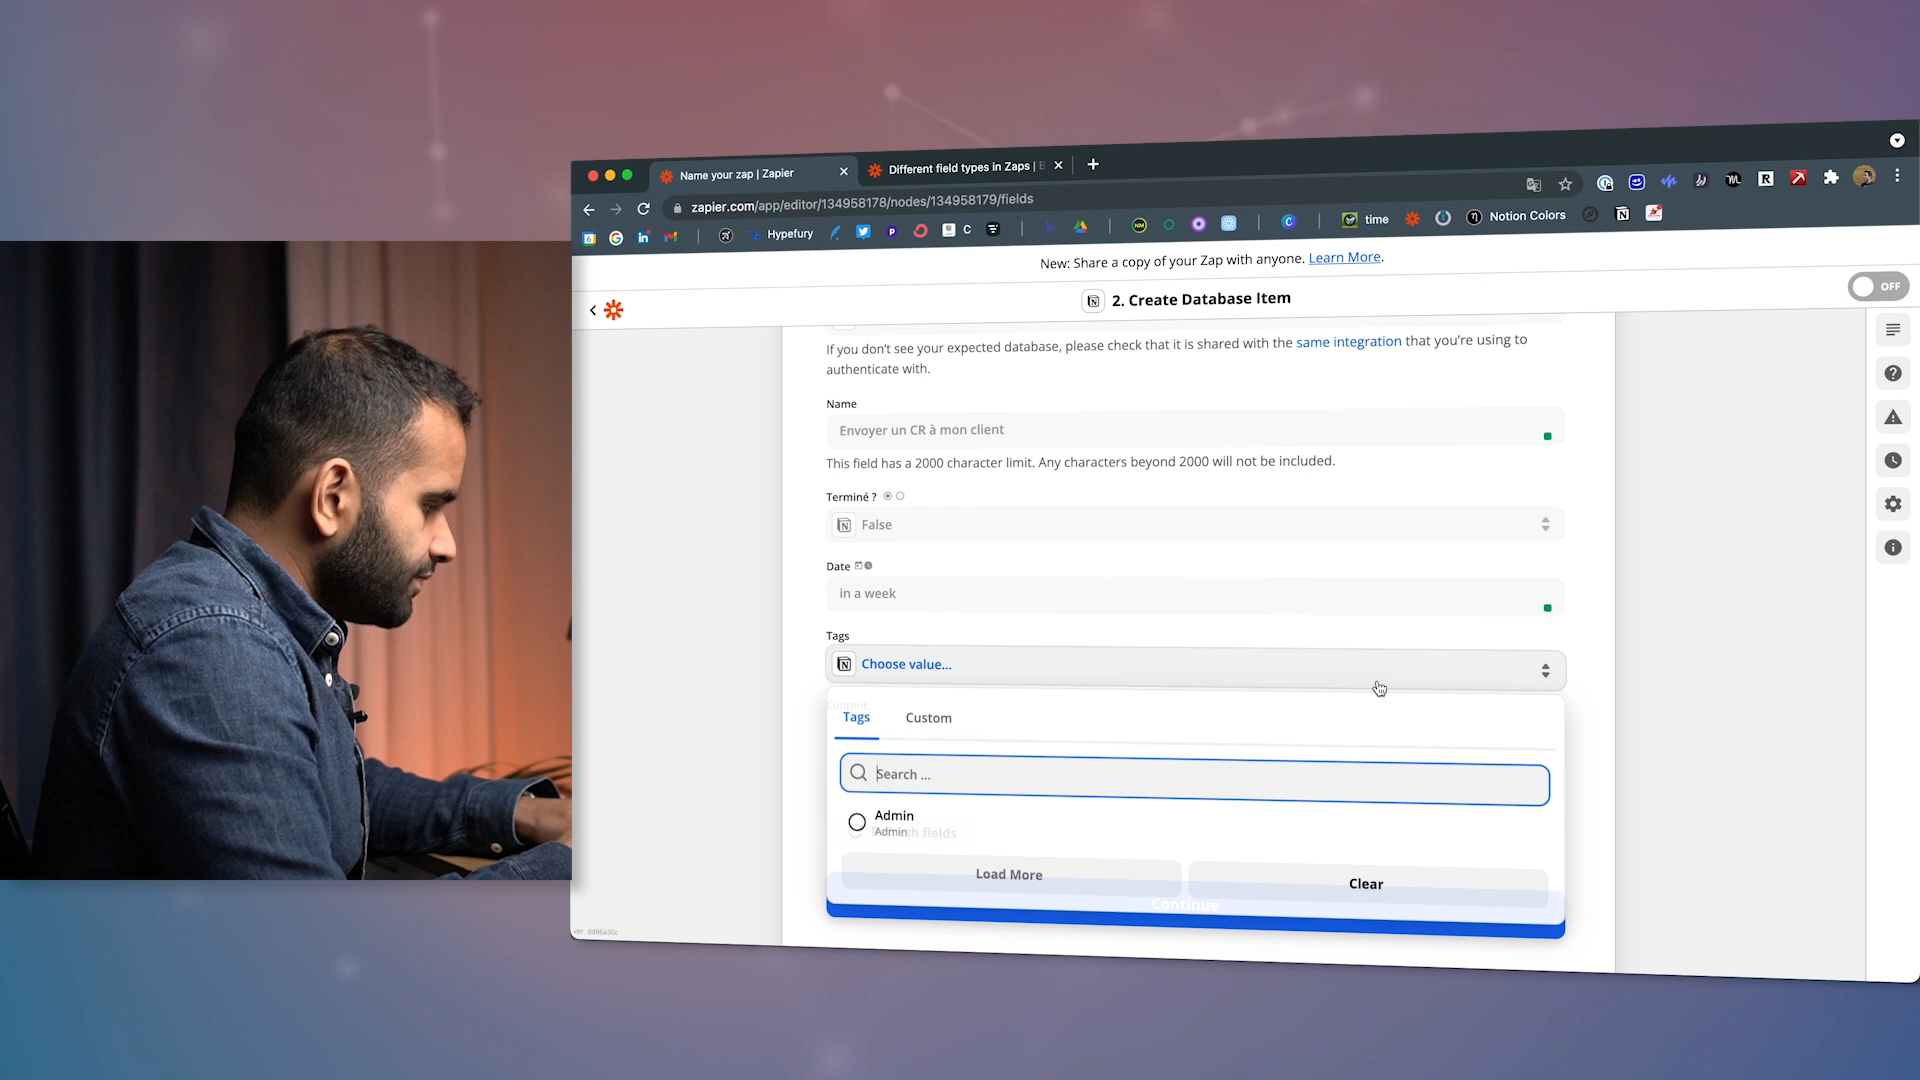 Name your zap | Zapier
Different field types in Zaps |
zapier.com/app/editor/134958178/nodes/134958179/fields
Hypefury
C
time
Notion Colors
New: Share a copy of your Zap with anyone. Learn More.
2. Create Database Item
OFF
If you don't see your expected database, please check that it is shared with the same integration that you're using to
authenticate with.
Name
Envoyer un CR à mon client
This field has a 2000 character limit. Any characters beyond 2000 will not be included.
Terminé ?
False
Date
in a week
Tags
Choose value...
Content
Tags
Custom
Search ...
Admin
Admin
fields
Load More
Clear
Continue
ver. dd66a30c